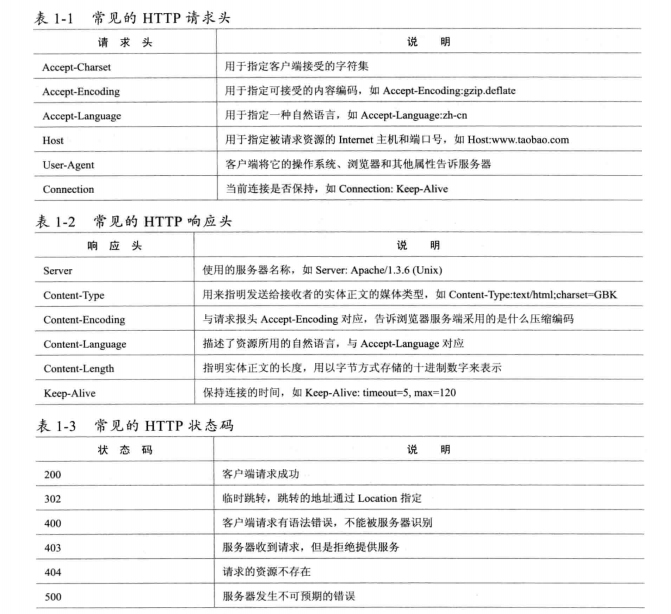 表 1-1 常见的 HTTP 请求头
请 求 头 说 明
Accept-Charset 用于指定客户端接受的字符集
Accept-Encoding 用于指定可接受的内容编码，如 Accept-Encoding:gzip.deflate
Accept-Language 用于指定一种自然语言，如 Accept-Language:zh-cn
Host 用于指定被请求资源的 Internet 主机和端口号，如 Host:www.taobao.com
User-Agent 客户端将它的操作系统、浏览器和其他属性告诉服务器
Connection 当前连接是否保持，如 Connection: Keep-Alive
表 1-2 常见的 HTTP 响应头
响 应 头 说 明
Server 使用的服务器名称，如 Server: Apache/1.3.6 (Unix)
Content-Type 用来指明发送给接收者的实体正文的媒体类型，如 Content-Type:text/html;charset=GBK
Content-Encoding 与请求报头 Accept-Encoding 对应，告诉浏览器服务端采用的是什么压缩编码
Content-Language 描述了资源所用的自然语言，与 Accept-Language 对应
Content-Length 指明实体正文的长度，用以字节方式存储的十进制数字来表示
Keep-Alive 保持连接的时间，如 Keep-Alive: timeout=5, max=120
表 1-3 常见的 HTTP 状态码
状 态 码 说 明
200 客户端请求成功
302 临时跳转，跳转的地址通过 Location 指定
400 客户端请求有语法错误，不能被服务器识别
403 服务器收到请求，但是拒绝提供服务
404 请求的资源不存在
500 服务器发生不可预期的错误